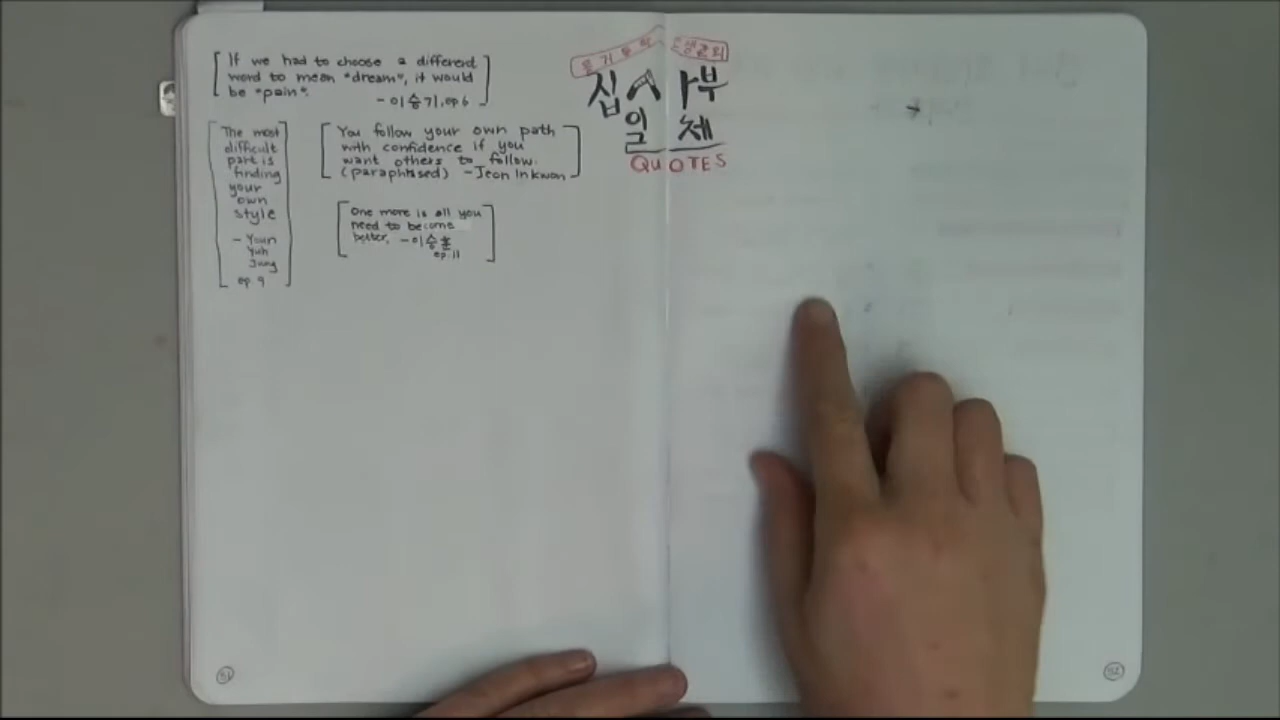 If we had to choose a different
word to mean "dream", it would
be "pain".
- 이승기, ep 6
The most
difficult
part is
finding
your
own
style
- Youn
Yuh
Jung
ep. 9
You follow your own path
with confidence if you
want others to follow.
(paraphrased) - Jeon Inkwon
One more is all you
need to become
better. - 이승훈
ep. 11
집사부
일체
QUOTES
51
52